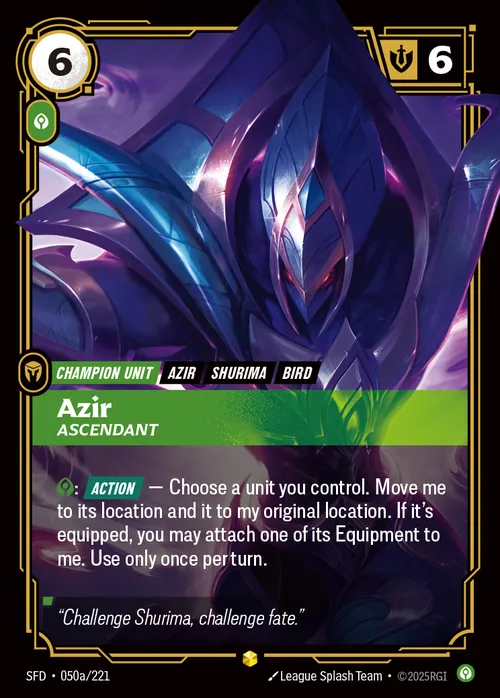 6
6
CHAMPION UNIT AZIR SHURIMA BIRD
Azir
ASCENDANT
: ACTION — Choose a unit you control. Move me
to its location and it to my original location. If it's
equipped, you may attach one of its Equipment to
me. Use only once per turn.
“Challenge Shurima, challenge fate.”
SFD • 050a/221
League Splash Team • ©2025RGI